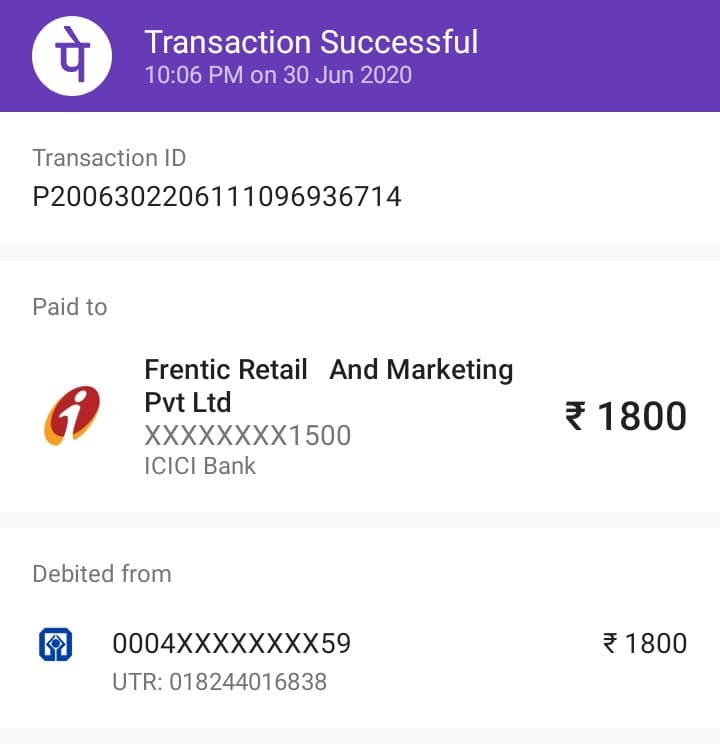 पे
Transaction Successful
10:06 PM on 30 Jun 2020
Transaction ID
P2006302206111096936714
Paid to
Frentic Retail   And Marketing
Pvt Ltd
₹ 1800
XXXXXXXX1500
ICICI Bank
Debited from
0004XXXXXXXX59
₹ 1800
UTR: 018244016838